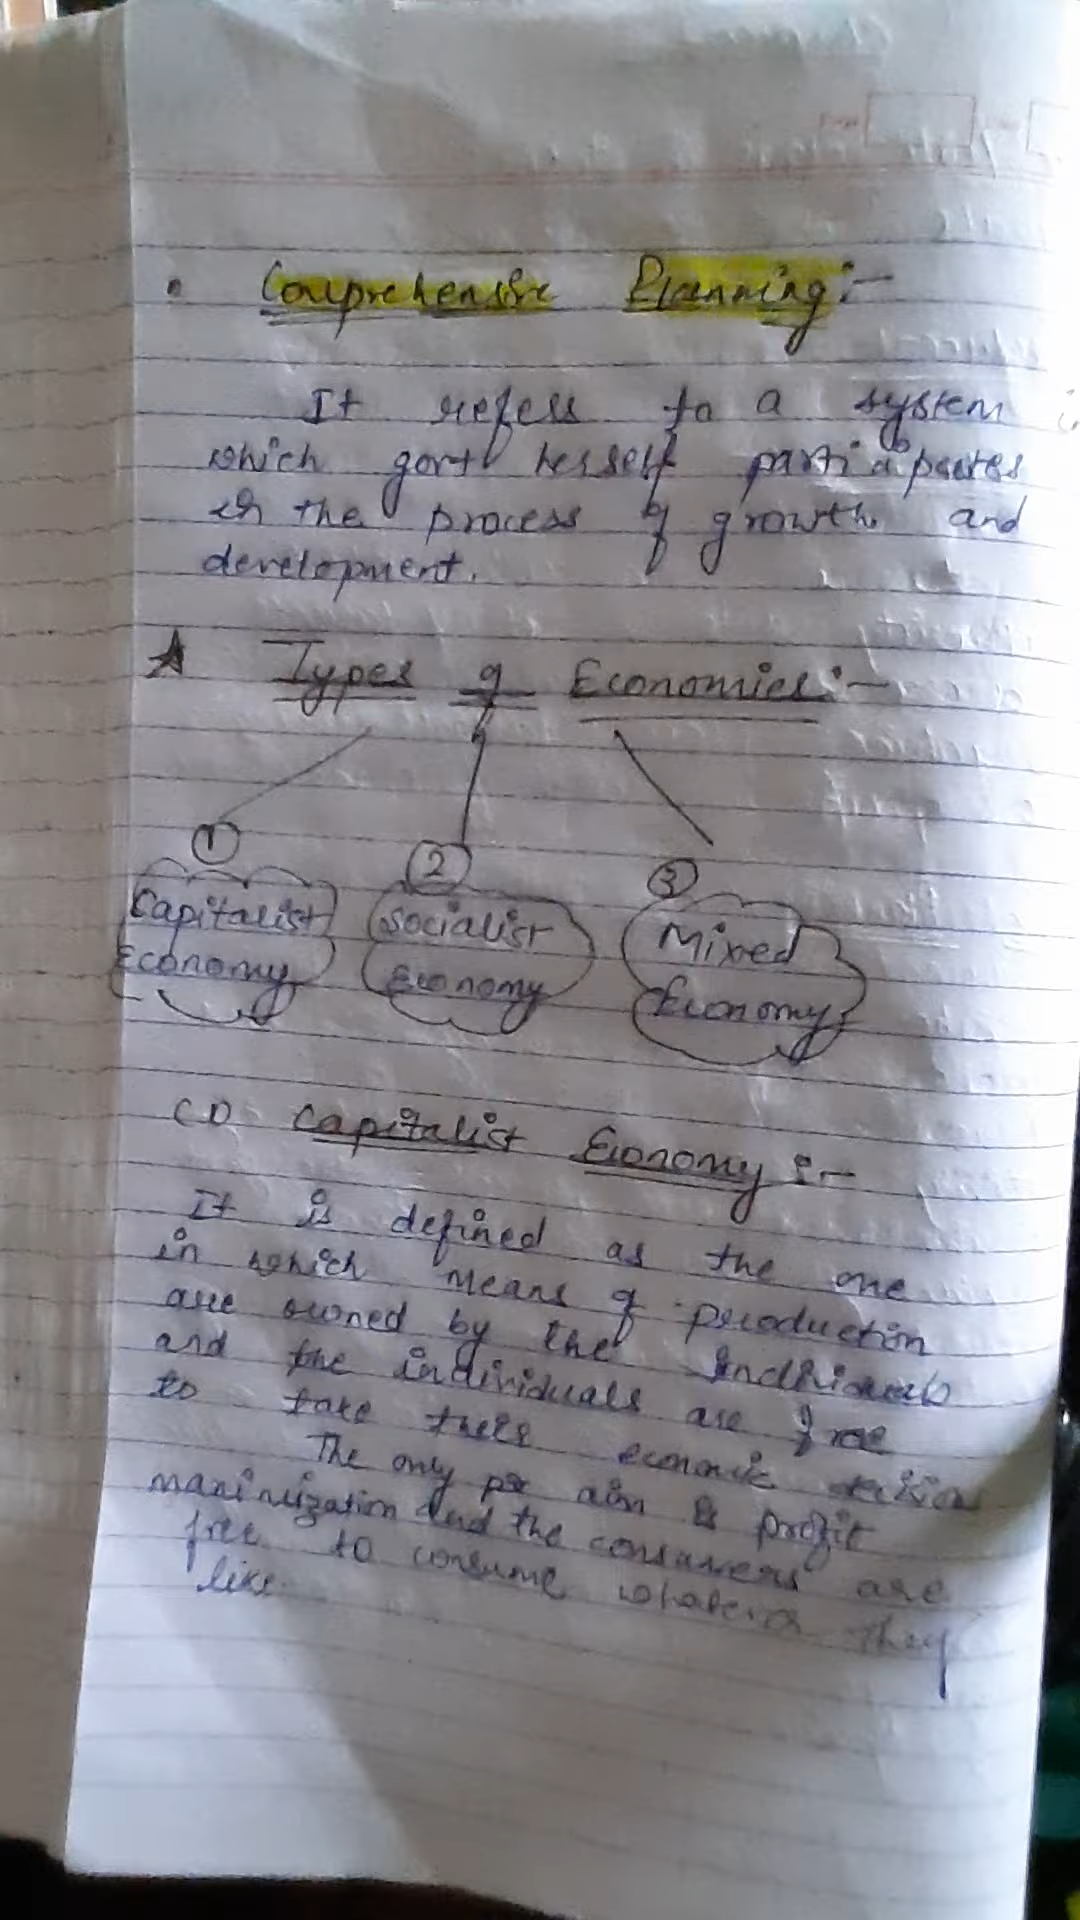 • Comprehensive Planning :-
It refers to a system
which govt herself participates
in the process of growth and
development.
Types of Economies :-
① ② ③
Capitalist Socialist Mixed
Economy Economy Economy
(1) Capitalist Economy :-
It is defined as the one
in which means of production
are owned by the individuals
and the individuals are free
to take their economic decision
The only aim is profit
maximization and the consumers are
free to consume whatever they
like.